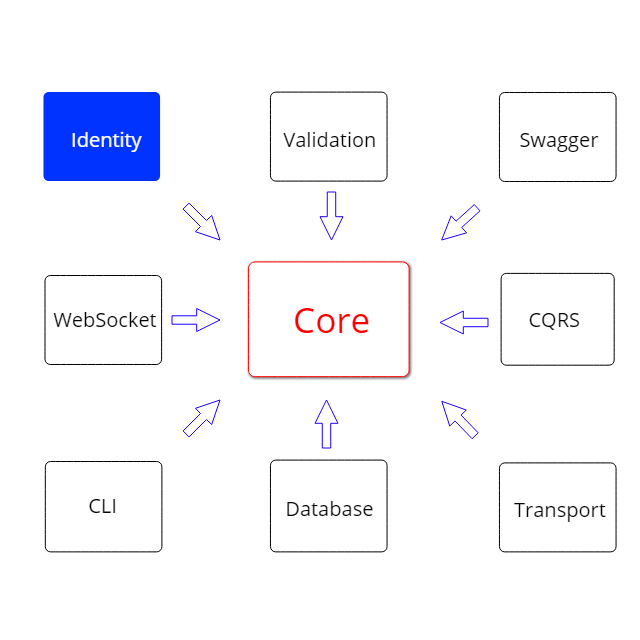 Identity
Validation
Swagger
WebSocket
Core
CQRS
CLI
Database
Transport